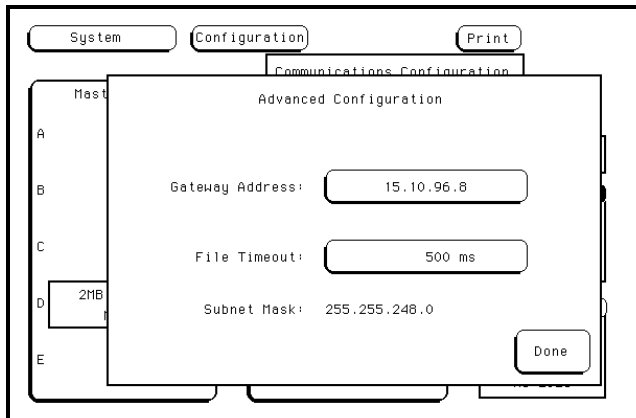 System
Configuration
Print
Communications Configuration
Mast
Advanced Configuration
A
B
Gateway Address: 15.10.96.8
C
File Timeout: 500 ms
D
2MB
Subnet Mask: 255.255.248.0
E
Done